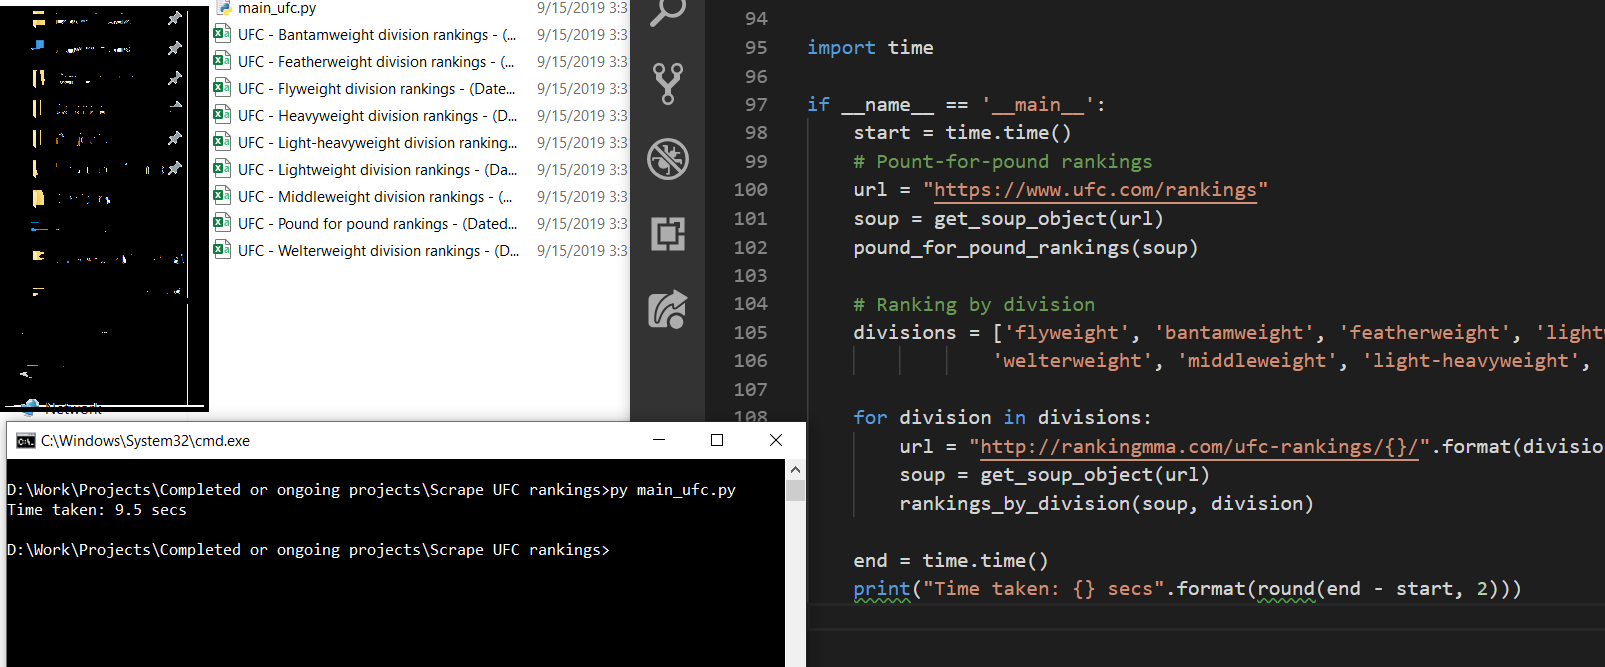 main_ufc.py 9/15/2019 3:3
UFC - Bantamweight division rankings - (... 9/15/2019 3:3
UFC - Featherweight division rankings - (... 9/15/2019 3:3
UFC - Flyweight division rankings - (Date... 9/15/2019 3:3
UFC - Heavyweight division rankings - (D... 9/15/2019 3:3
UFC - Light-heavyweight division ranking... 9/15/2019 3:3
UFC - Lightweight division rankings - (Da... 9/15/2019 3:3
UFC - Middleweight division rankings - (... 9/15/2019 3:3
UFC - Pound for pound rankings - (Dated... 9/15/2019 3:3
UFC - Welterweight division rankings - (D... 9/15/2019 3:3
Network
C:\Windows\System32\cmd.exe
D:\Work\Projects\Completed or ongoing projects\Scrape UFC rankings>py main_ufc.py
Time taken: 9.5 secs
D:\Work\Projects\Completed or ongoing projects\Scrape UFC rankings>
94
95 import time
96
97 if __name__ == '__main__':
98 start = time.time()
99 # Pount-for-pound rankings
100 url = "https://www.ufc.com/rankings"
101 soup = get_soup_object(url)
102 pound_for_pound_rankings(soup)
103
104 # Ranking by division
105 divisions = ['flyweight', 'bantamweight', 'featherweight', 'light
106 'welterweight', 'middleweight', 'light-heavyweight',
107
108 for division in divisions:
url = "http://rankingmma.com/ufc-rankings/{}/".format(divisio
soup = get_soup_object(url)
rankings_by_division(soup, division)
end = time.time()
print("Time taken: {} secs".format(round(end - start, 2)))